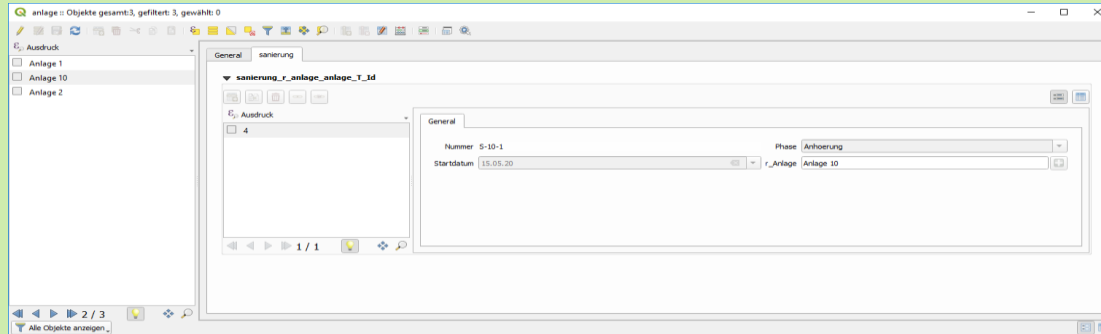 anlage :: Objekte gesamt:3, gefiltert: 3, gewählt: 0
Ausdruck
Anlage 1
Anlage 10
Anlage 2
General
sanierung
sanierung_r_anlage_anlage_T_Id
Ausdruck
4
General
Nummer S-10-1
Phase Anhoerung
Startdatum 15.05.20
r_Anlage Anlage 10
1 / 1
2 / 3
Alle Objekte anzeigen